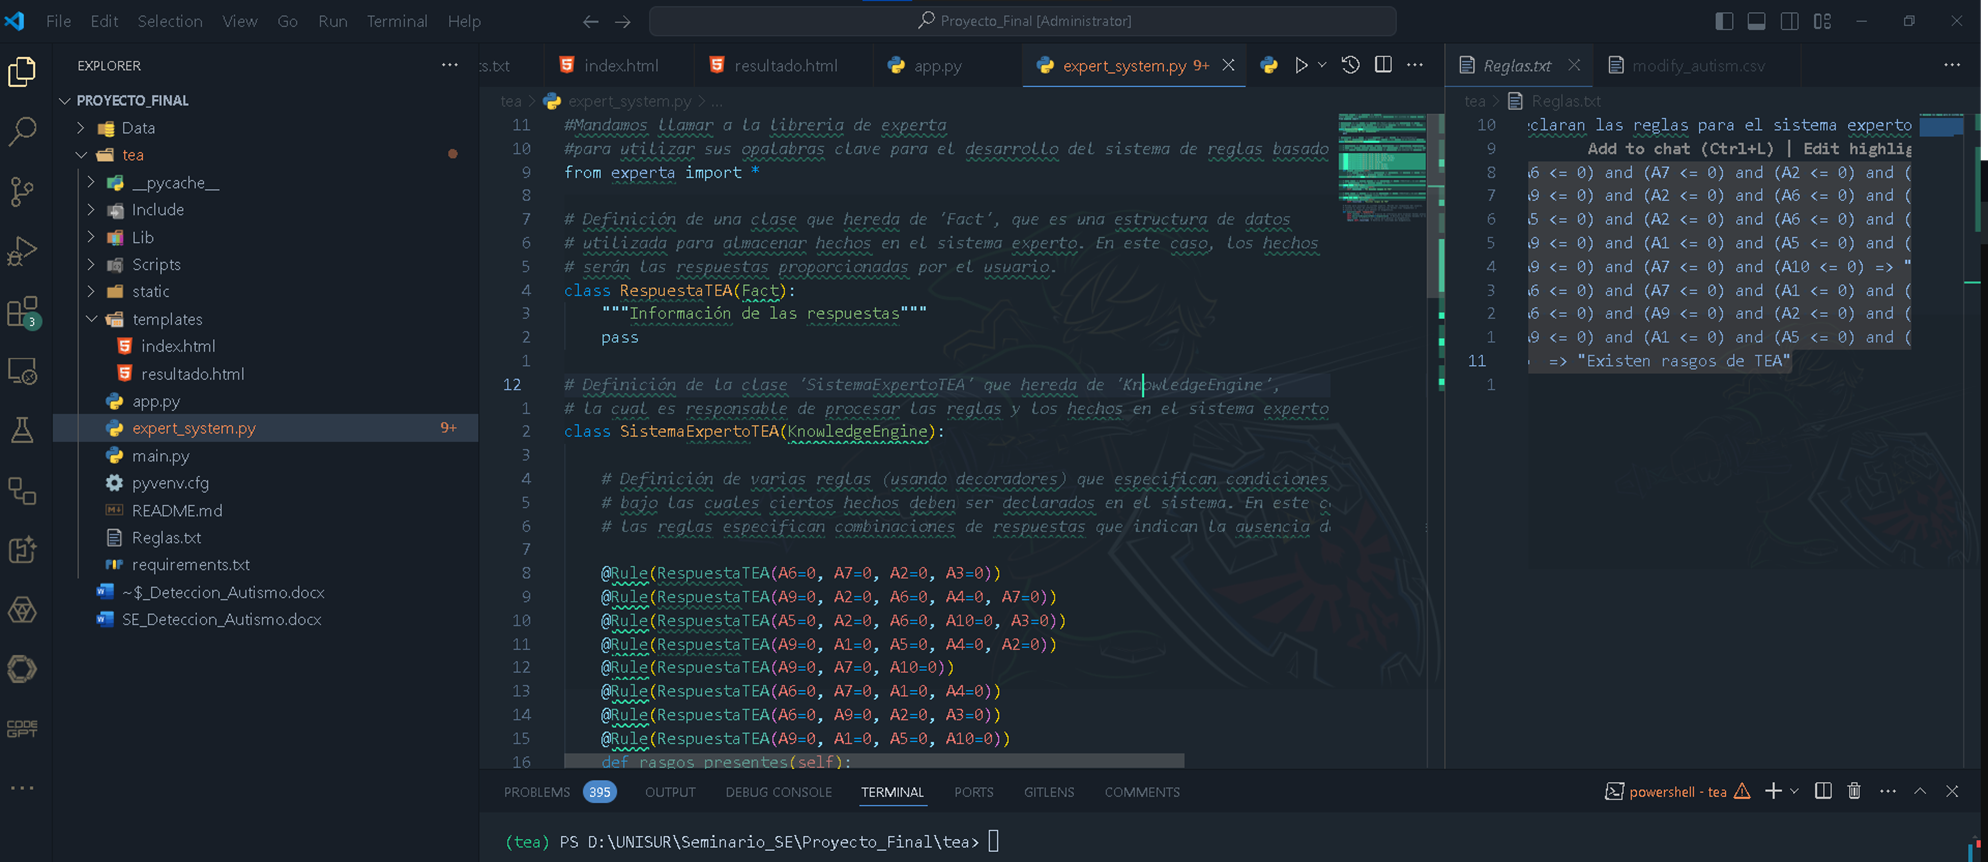 File Edit Selection View Go Run Terminal Help
Proyecto_Final [Administrator]
EXPLORER
PROYECTO_FINAL
Data
tea
__pycache__
Include
Lib
Scripts
static
templates
index.html
resultado.html
app.py
expert_system.py 9+
main.py
pyvenv.cfg
README.md
Reglas.txt
requirements.txt
~$_Deteccion_Autismo.docx
SE_Deteccion_Autismo.docx
3
CODE GPT
ts.txt index.html resultado.html app.py expert_system.py 9+
tea > expert_system.py > ...
11 #Mandamos llamar a la libreria de experta
10 #para utilizar sus opalabras clave para el desarrollo del sistema de reglas basado
9 from experta import *
8
7 # Definición de una clase que hereda de 'Fact', que es una estructura de datos
6 # utilizada para almacenar hechos en el sistema experto. En este caso, los hechos
5 # serán las respuestas proporcionadas por el usuario.
4 class RespuestaTEA(Fact):
3 """Información de las respuestas"""
2 pass
1
12 # Definición de la clase 'SistemaExpertoTEA' que hereda de 'KnowledgeEngine',
1 # la cual es responsable de procesar las reglas y los hechos en el sistema experto
2 class SistemaExpertoTEA(KnowledgeEngine):
3
4 # Definición de varias reglas (usando decoradores) que especifican condiciones
5 # bajo las cuales ciertos hechos deben ser declarados en el sistema. En este c
6 # las reglas especifican combinaciones de respuestas que indican la ausencia d
7
8 @Rule(RespuestaTEA(A6=0, A7=0, A2=0, A3=0))
9 @Rule(RespuestaTEA(A9=0, A2=0, A6=0, A4=0, A7=0))
10 @Rule(RespuestaTEA(A5=0, A2=0, A6=0, A10=0, A3=0))
11 @Rule(RespuestaTEA(A9=0, A1=0, A5=0, A4=0, A2=0))
12 @Rule(RespuestaTEA(A9=0, A7=0, A10=0))
13 @Rule(RespuestaTEA(A6=0, A7=0, A1=0, A4=0))
14 @Rule(RespuestaTEA(A6=0, A9=0, A2=0, A3=0))
15 @Rule(RespuestaTEA(A9=0, A1=0, A5=0, A10=0))
16 def rasgos_presentes(self):
Reglas.txt modify_autism.csv
tea > Reglas.txt
10 eclaran las reglas para el sistema experto
9 Add to chat (Ctrl+L) | Edit highlig
8 A6 <= 0) and (A7 <= 0) and (A2 <= 0) and (
7 A9 <= 0) and (A2 <= 0) and (A6 <= 0) and (
6 A5 <= 0) and (A2 <= 0) and (A6 <= 0) and (
5 A9 <= 0) and (A1 <= 0) and (A5 <= 0) and (
4 A9 <= 0) and (A7 <= 0) and (A10 <= 0) => "
3 A6 <= 0) and (A7 <= 0) and (A1 <= 0) and (
2 A6 <= 0) and (A9 <= 0) and (A2 <= 0) and (
1 A9 <= 0) and (A1 <= 0) and (A5 <= 0) and (
11 => "Existen rasgos de TEA"
1
PROBLEMS 395 OUTPUT DEBUG CONSOLE TERMINAL PORTS GITLENS COMMENTS
powershell - tea
(tea) PS D:\UNISUR\Seminario_SE\Proyecto_Final\tea>